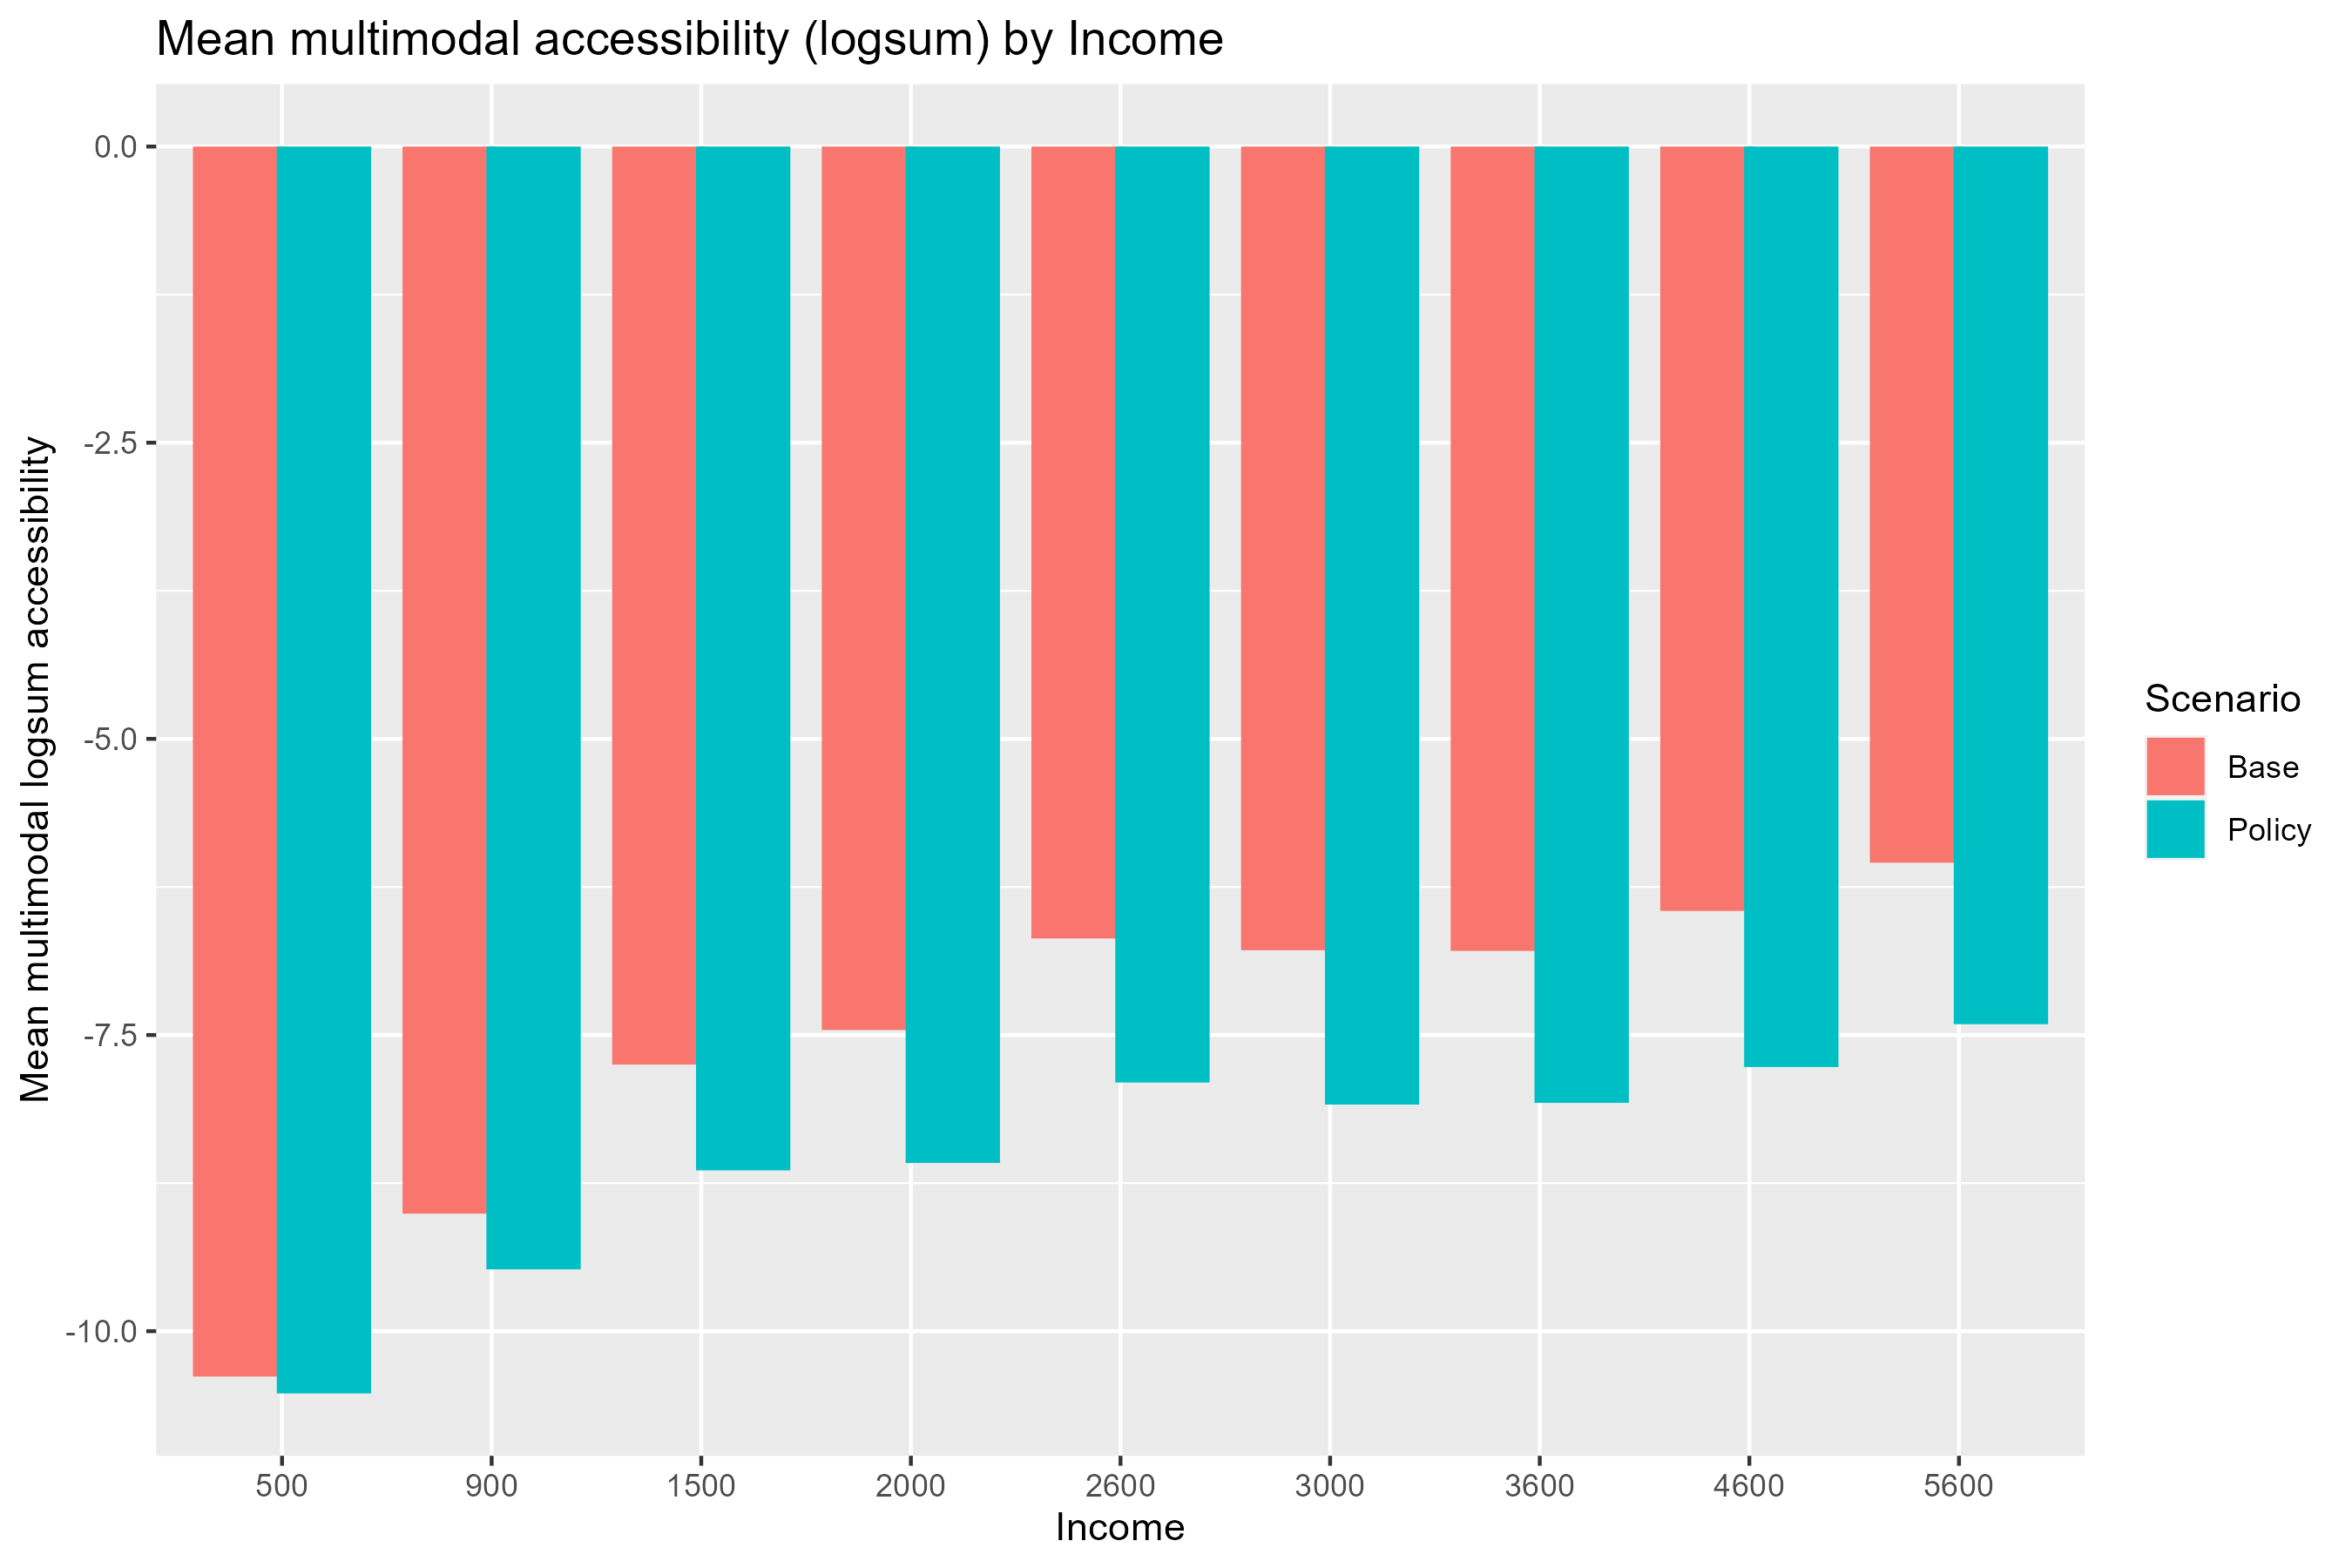 Mean multimodal accessibility (logsum) by Income
Mean multimodal logsum accessibility
0.0
-2.5
-5.0
-7.5
-10.0
500 900 1500 2000 2600 3000 3600 4600 5600
Income
Scenario
Base
Policy